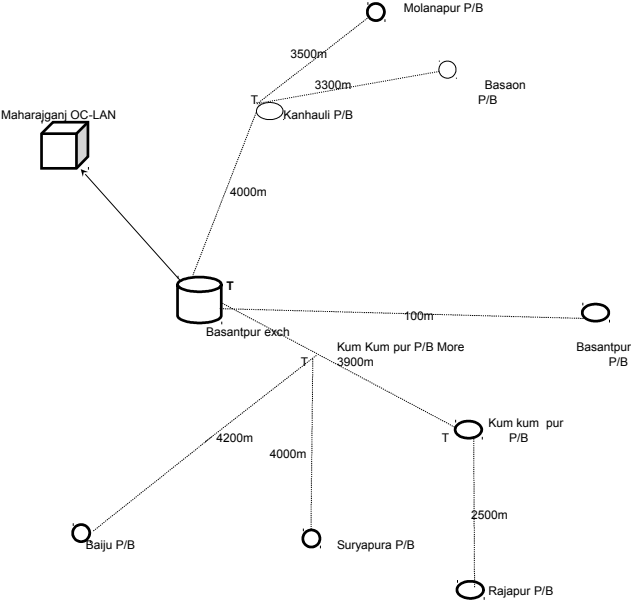 Molanapur P/B
3500m
3300m
Basaon
P/B
T
Kanhauli P/B
Maharajganj OC-LAN
4000m
T
100m
Basantpur exch
Kum Kum pur P/B More
Basantpur
P/B
T
3900m
Kum kum pur
P/B
T
4200m
4000m
2500m
Baiju P/B
Suryapura P/B
Rajapur P/B